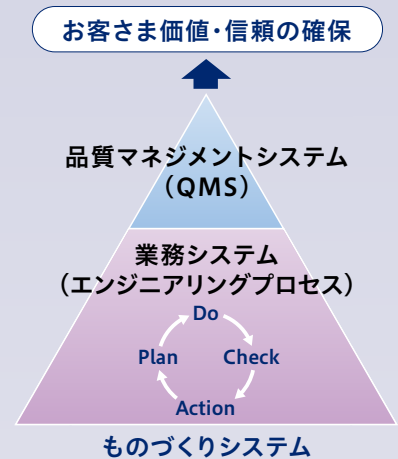 お客さま価値・信頼の確保
品質マネジメントシステム
（QMS）
業務システム
（エンジニアリングプロセス）
Do
Plan
Check
Action
ものづくりシステム